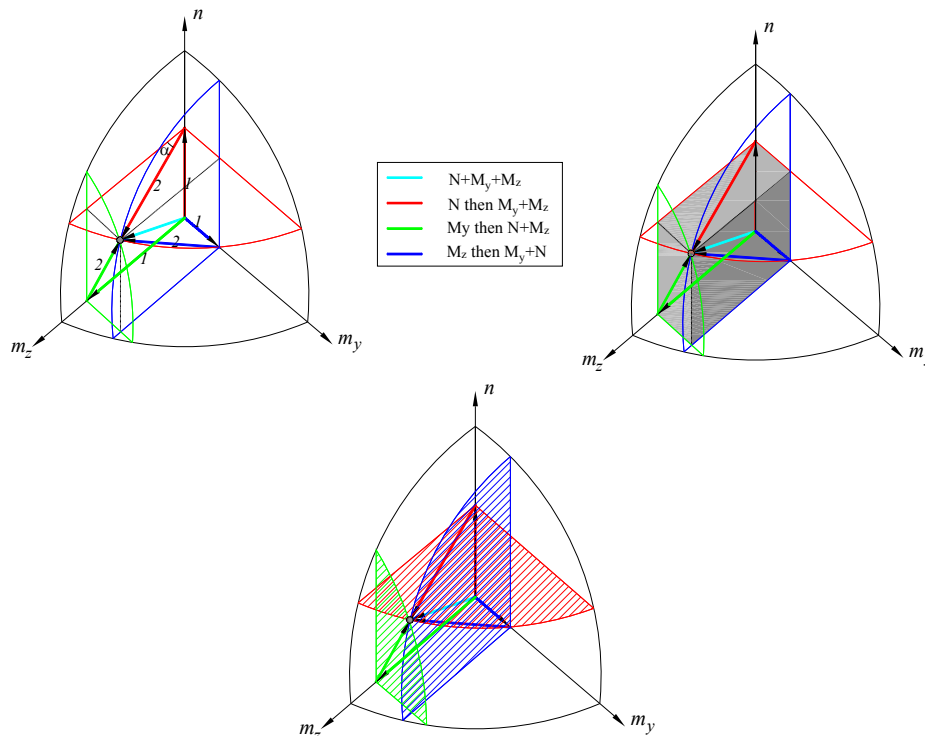 n
α
2
1
1
2
2
1
m_z
m_y
N+M_y+M_z
N then M_y+M_z
My then N+M_z
M_z then M_y+N
n
m_z
m_y
n
m_z
m_y